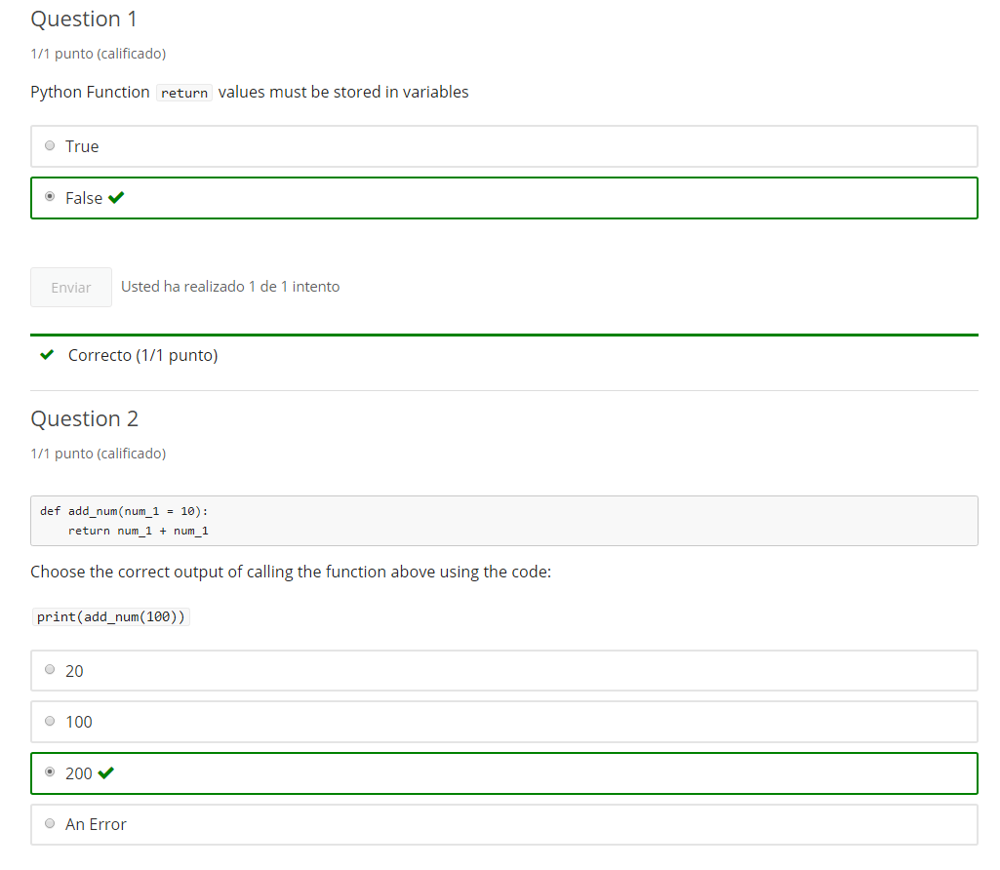 Question 1
1/1 punto (calificado)
Python Function return values must be stored in variables
True
False
Enviar Usted ha realizado 1 de 1 intento
Correcto (1/1 punto)
Question 2
1/1 punto (calificado)
def add_num(num_1 = 10):
    return num_1 + num_1
Choose the correct output of calling the function above using the code:
print(add_num(100))
20
100
200
An Error